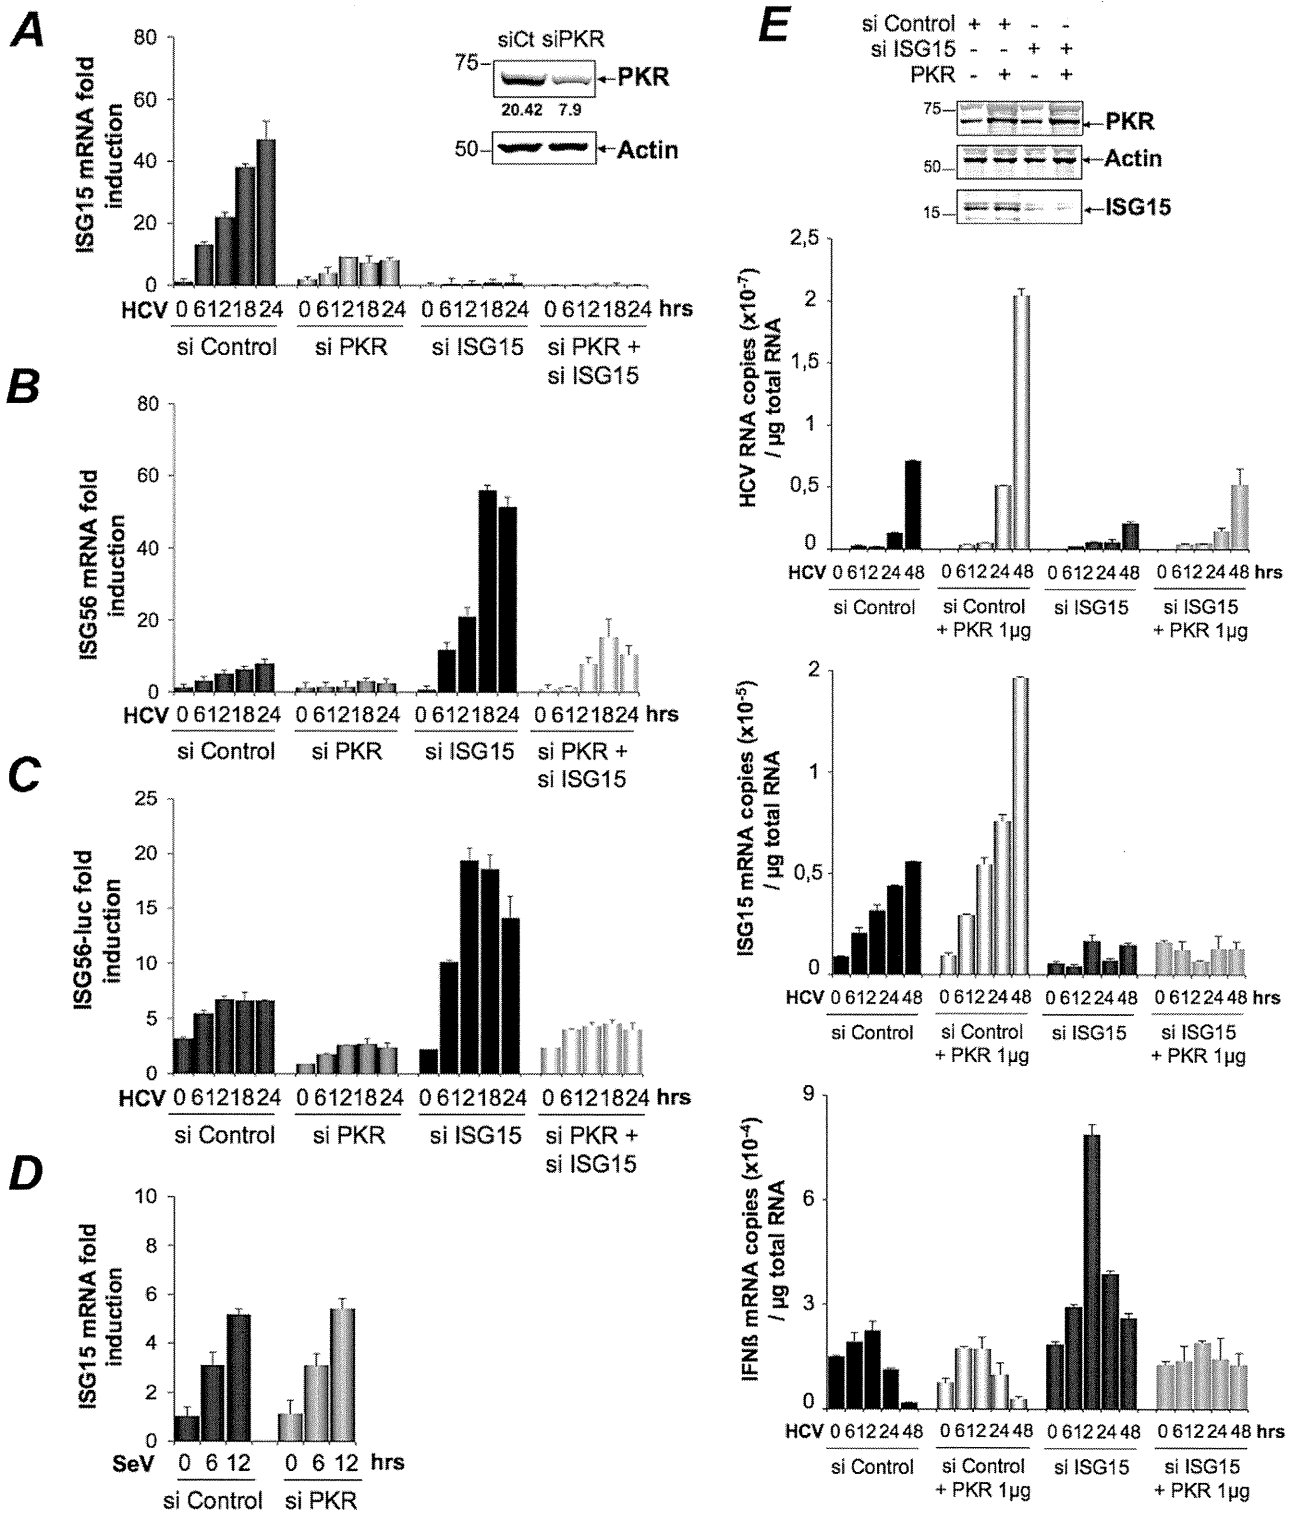 A
80
60
40
20
0
ISG15 mRNA fold
induction
siCt siPKR
75
PKR
20.42 7.9
50
Actin
HCV 0 6 12 18 24 0 6 12 18 24 0 6 12 18 24 0 6 12 18 24 hrs
si Control si PKR si ISG15 si PKR +
si ISG15
B
80
60
40
20
0
ISG56 mRNA fold
induction
HCV 0 6 12 18 24 0 6 12 18 24 0 6 12 18 24 0 6 12 18 24 hrs
si Control si PKR si ISG15 si PKR +
si ISG15
C
25
20
15
10
5
0
ISG56-luc fold
induction
HCV 0 6 12 18 24 0 6 12 18 24 0 6 12 18 24 0 6 12 18 24 hrs
si Control si PKR si ISG15 si PKR +
si ISG15
D
10
8
6
4
2
0
ISG15 mRNA fold
induction
SeV 0 6 12 0 6 12 hrs
si Control si PKR
E
si Control + + - -
si ISG15 - - + +
PKR - + - +
75
PKR
50
Actin
15
ISG15
2,5
2
1,5
1
0,5
0
HCV RNA copies (x10-7)
/ µg total RNA
HCV 0 6 12 24 48 0 6 12 24 48 0 6 12 24 48 0 6 12 24 48 hrs
si Control si Control si ISG15 si ISG15
+ PKR 1µg + PKR 1µg
2
1
0,5
0
ISG15 mRNA copies (x10-5)
/ µg total RNA
HCV 0 6 12 24 48 0 6 12 24 48 0 6 12 24 48 0 6 12 24 48 hrs
si Control si Control si ISG15 si ISG15
+ PKR 1µg + PKR 1µg
9
6
3
0
IFNß mRNA copies (x10-4)
/ µg total RNA
HCV 0 6 12 24 48 0 6 12 24 48 0 6 12 24 48 0 6 12 24 48 hrs
si Control si Control si ISG15 si ISG15
+ PKR 1µg + PKR 1µg